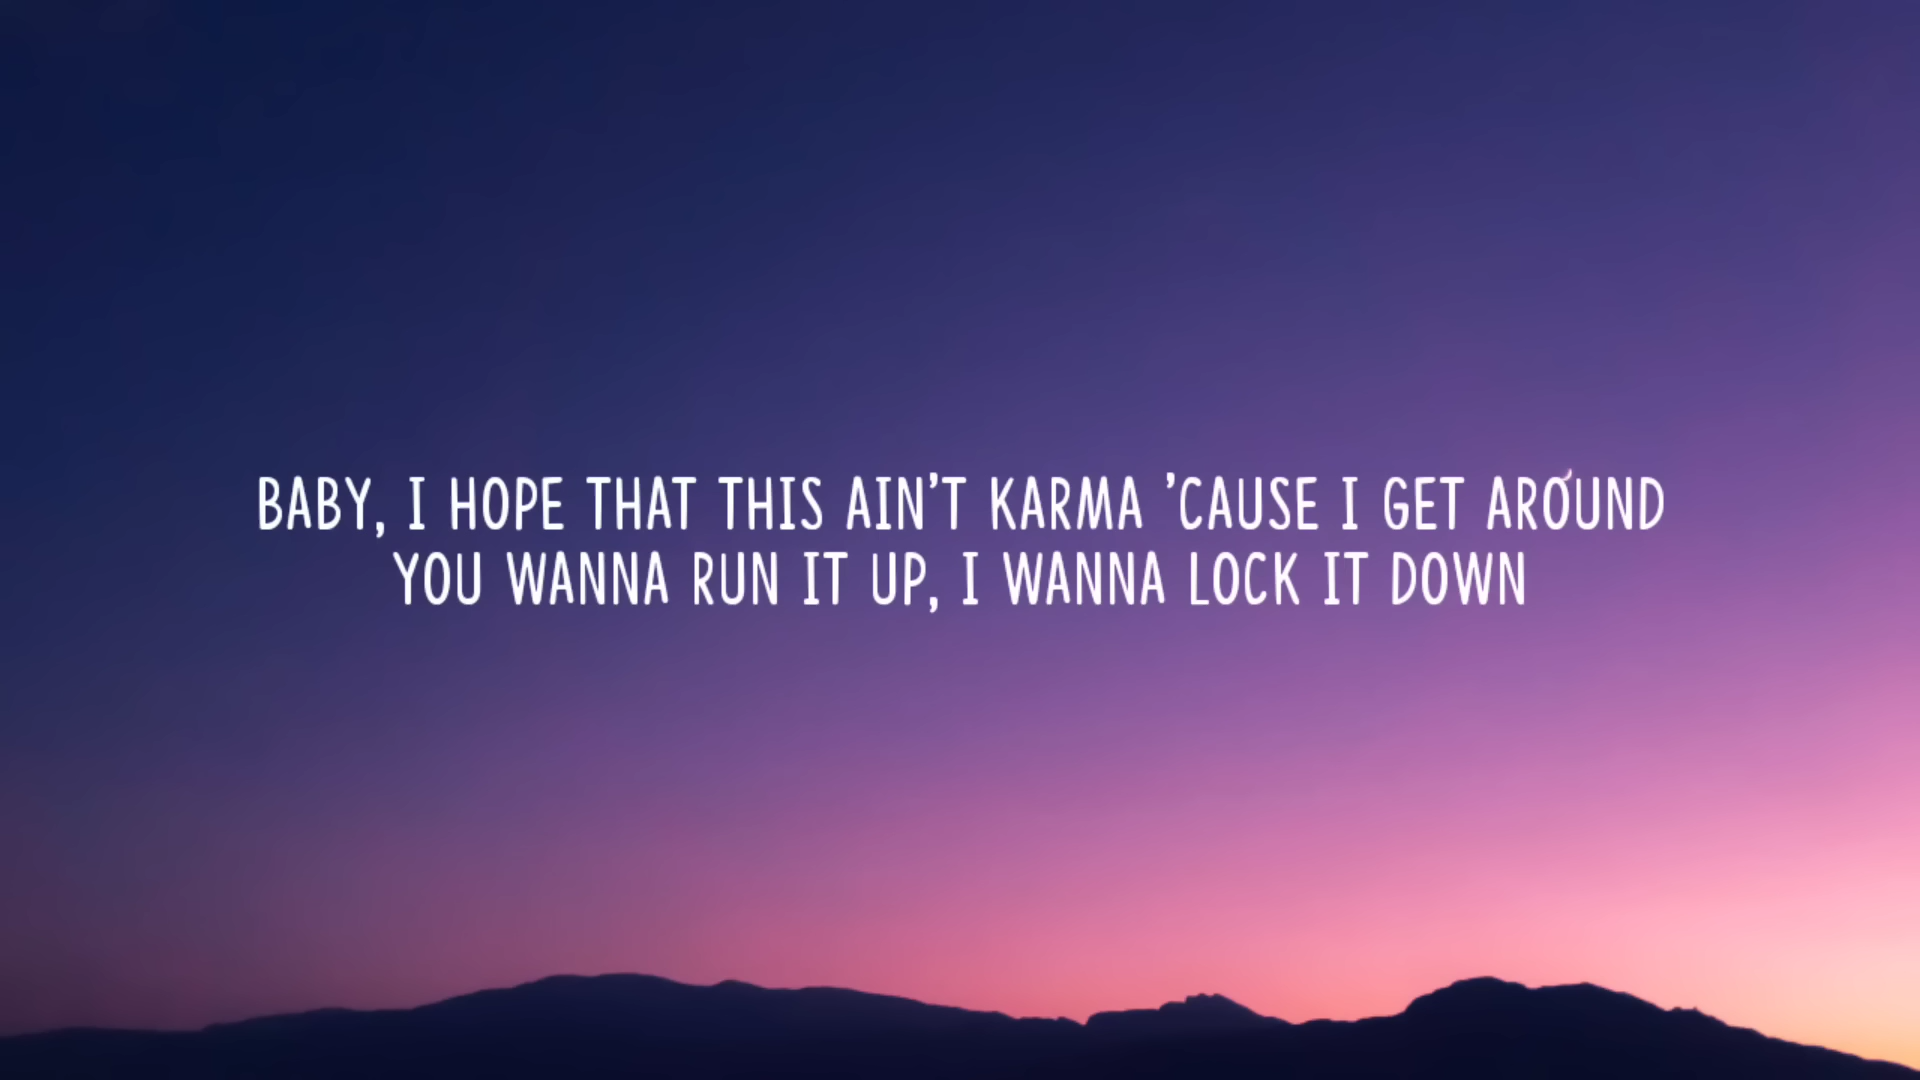 BABY, I HOPE THAT THIS AIN’T KARMA ’CAUSE I GET AROUND
YOU WANNA RUN IT UP, I WANNA LOCK IT DOWN